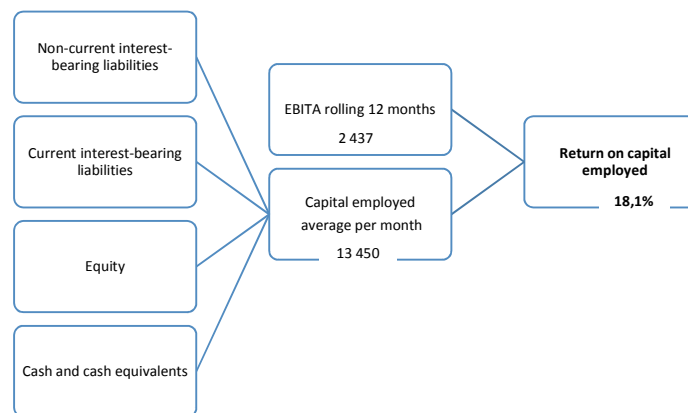 Non-current interest-
bearing liabilities
Current interest-bearing
liabilities
Equity
Cash and cash equivalents
EBITA rolling 12 months
2 437
Capital employed
average per month
13 450
Return on capital
employed
18,1%